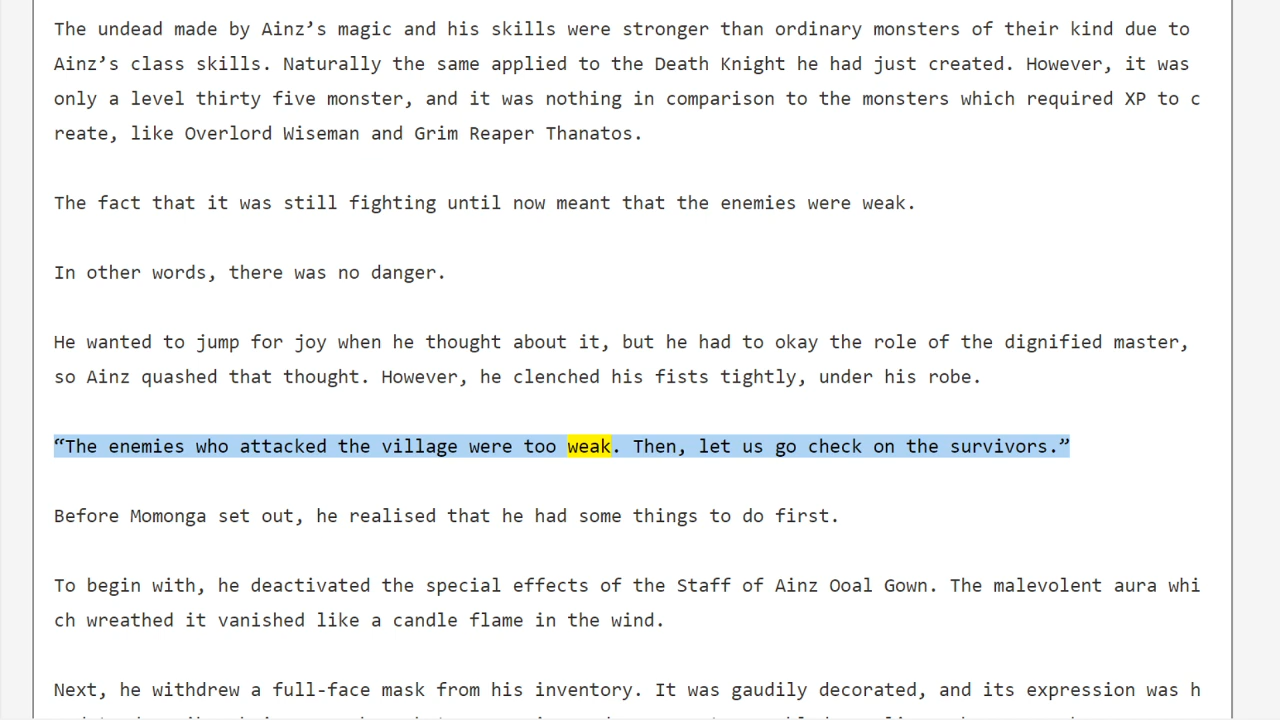 The undead made by Ainz’s magic and his skills were stronger than ordinary monsters of their kind due to
Ainz’s class skills. Naturally the same applied to the Death Knight he had just created. However, it was
only a level thirty five monster, and it was nothing in comparison to the monsters which required XP to c
reate, like Overlord Wiseman and Grim Reaper Thanatos.
The fact that it was still fighting until now meant that the enemies were weak.
In other words, there was no danger.
He wanted to jump for joy when he thought about it, but he had to okay the role of the dignified master,
so Ainz quashed that thought. However, he clenched his fists tightly, under his robe.
“The enemies who attacked the village were too weak. Then, let us go check on the survivors.”
Before Momonga set out, he realised that he had some things to do first.
To begin with, he deactivated the special effects of the Staff of Ainz Ooal Gown. The malevolent aura whi
ch wreathed it vanished like a candle flame in the wind.
Next, he withdrew a full-face mask from his inventory. It was gaudily decorated, and its expression was h